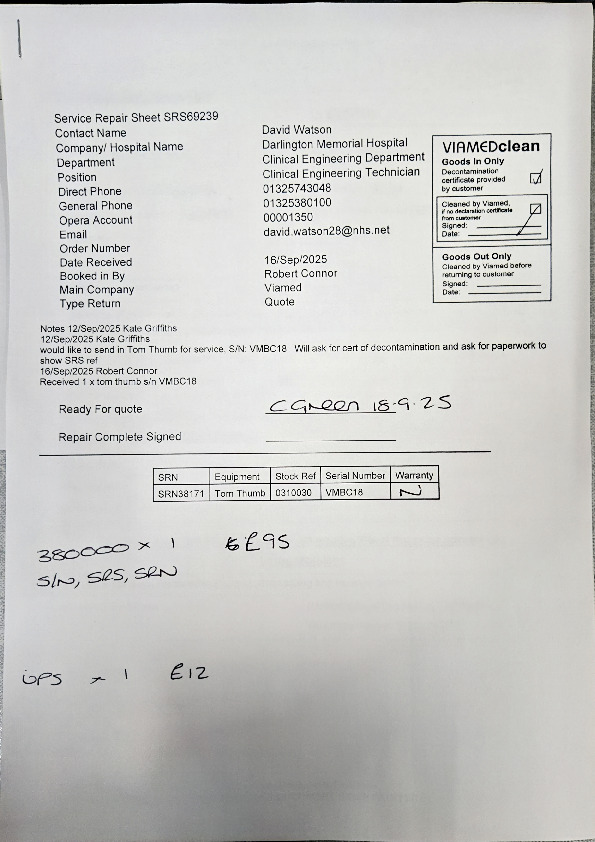 Service Repair Sheet SRS69239
Contact Name David Watson
Company/ Hospital Name Darlington Memorial Hospital
Department Clinical Engineering Department
Position Clinical Engineering Technician
Direct Phone 01325743048
General Phone 01325380100
Opera Account 00001350
Email david.watson28@nhs.net
Order Number
Date Received 16/Sep/2025
Booked in By Robert Connor
Main Company Viamed
Type Return Quote
VIAMEDclean
Goods In Only
Decontamination
certificate provided
by customer
Cleaned by Viamed,
if no declaration certificate
from customer
Signed:
Date:
Goods Out Only
Cleaned by Viamed before
returning to customer
Signed:
Date:
Notes 12/Sep/2025 Kate Griffiths
12/Sep/2025 Kate Griffiths
would like to send in Tom Thumb for service. S/N: VMBC18 Will ask for cert of decontamination and ask for paperwork to
show SRS ref
16/Sep/2025 Robert Connor
Received 1 x tom thumb s/n VMBC18
Ready For quote C Green 18-9-25
Repair Complete Signed
SRN Equipment Stock Ref Serial Number Warranty
SRN38171 Tom Thumb 0310030 VMBC18 N
380000 x 1 £95
S/N, SRS, SRN
UPS x 1 £12